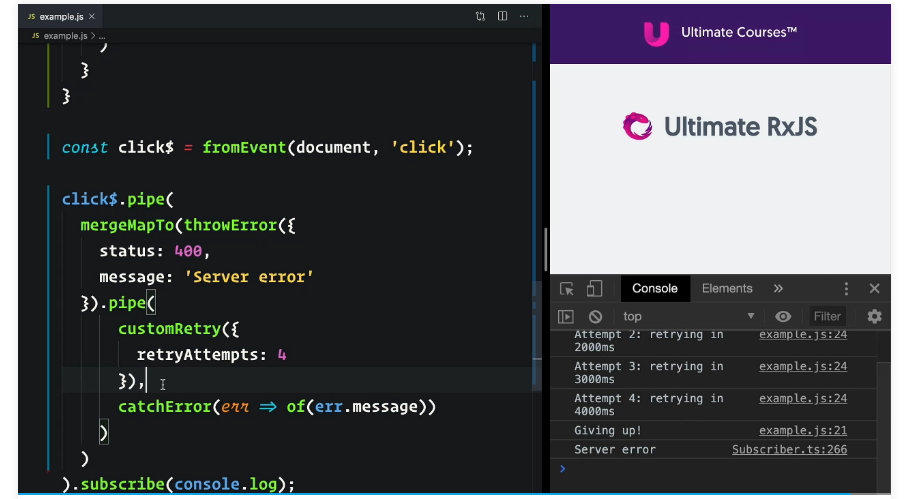 JS example.js ×
JS example.js > ...
)
}
}
const click$ = fromEvent(document, 'click');
click$.pipe(
mergeMapTo(throwError({
status: 400,
message: 'Server error'
}).pipe(
customRetry({
retryAttempts: 4
}),
catchError(err => of(err.message))
)
)
).subscribe(console.log);
Ultimate Courses™
Ultimate RxJS
Console Elements »
top Filter
Attempt 2: retrying in example.js:24
2000ms
Attempt 3: retrying in example.js:24
3000ms
Attempt 4: retrying in example.js:24
4000ms
Giving up! example.js:21
Server error Subscriber.ts:266
>